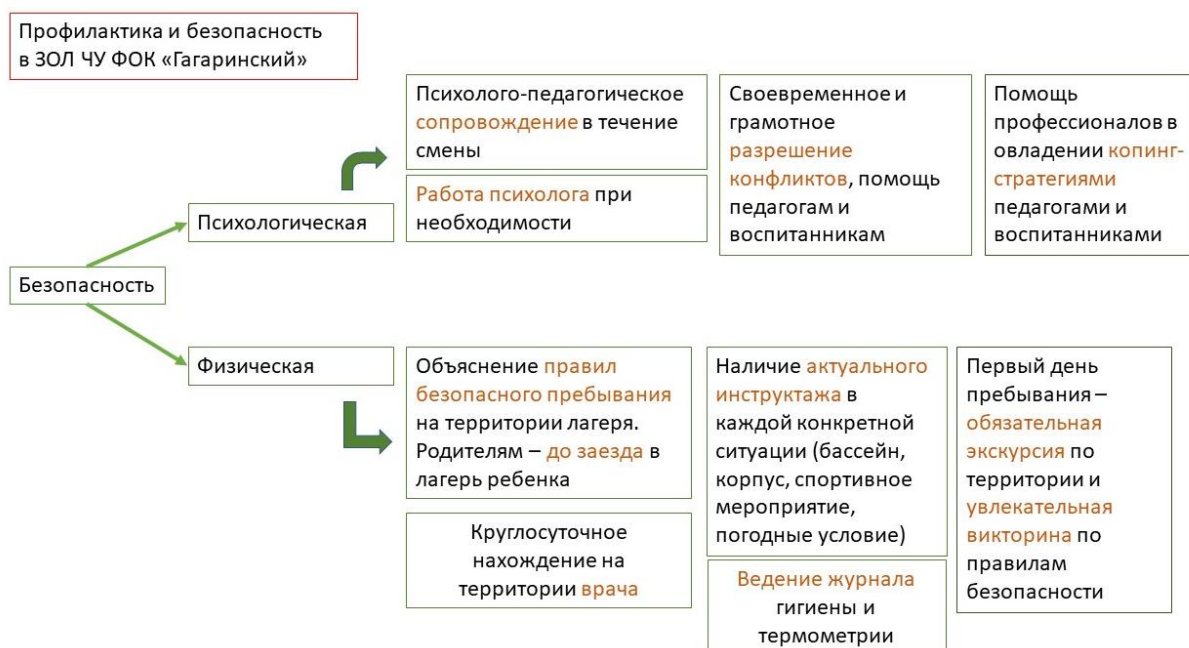 Профилактика и безопасность
в ЗОЛ ЧУ ФОК «Гагаринский»
Психолого-педагогическое
сопровождение в течение
смены
Работа психолога при
необходимости
Своевременное и
грамотное
разрешение
конфликтов, помощь
педагогам и
воспитанникам
Помощь
профессионалов в
овладении копинг-
стратегиями
педагогами и
воспитанниками
Психологическая
Безопасность
Физическая
Объяснение правил
безопасного пребывания
на территории лагеря.
Родителям – до заезда в
лагерь ребенка
Круглосуточное
нахождение на
территории врача
Наличие актуального
инструктажа в
каждой конкретной
ситуации (бассейн,
корпус, спортивное
мероприятие,
погодные условие)
Ведение журнала
гигиены и
термометрии
Первый день
пребывания –
обязательная
экскурсия по
территории и
увлекательная
викторина по
правилам
безопасности